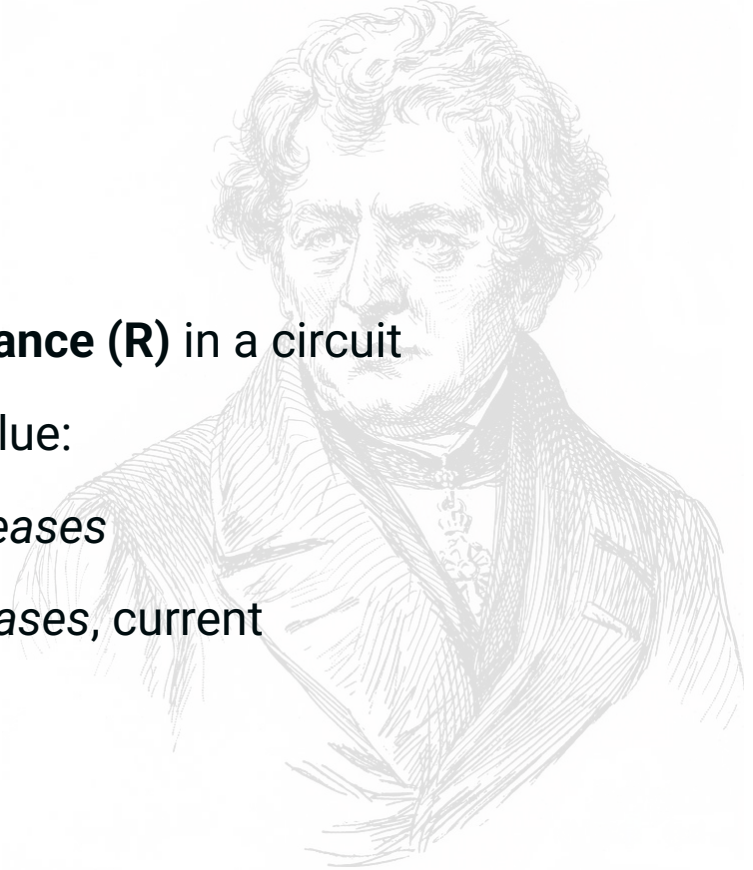 ance (R) in a circuit
lue:
eases
ases, current